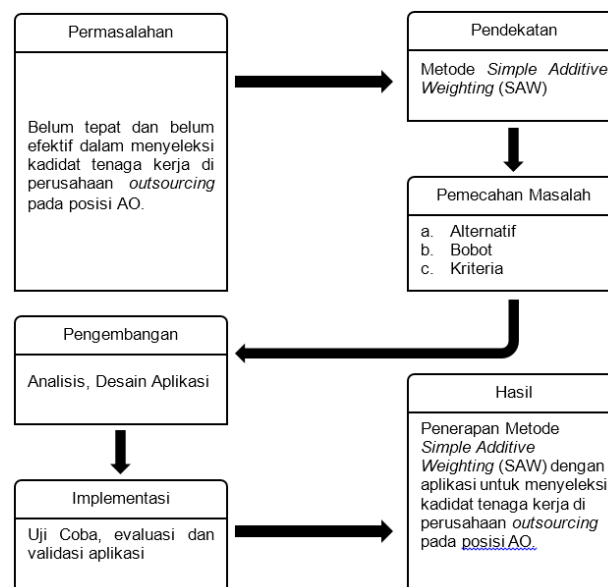 Permasalahan
Belum tepat dan belum
efektif dalam menyeleksi
kadidat tenaga kerja di
perusahaan outsourcing
pada posisi AO.
Pendekatan
Metode Simple Additive
Weighting (SAW)
Pemecahan Masalah
a. Alternatif
b. Bobot
c. Kriteria
Pengembangan
Analisis, Desain Aplikasi
Implementasi
Uji Coba, evaluasi dan
validasi aplikasi
Hasil
Penerapan Metode
Simple Additive
Weighting (SAW) dengan
aplikasi untuk menyeleksi
kadidat tenaga kerja di
perusahaan outsourcing
pada posisi AO.